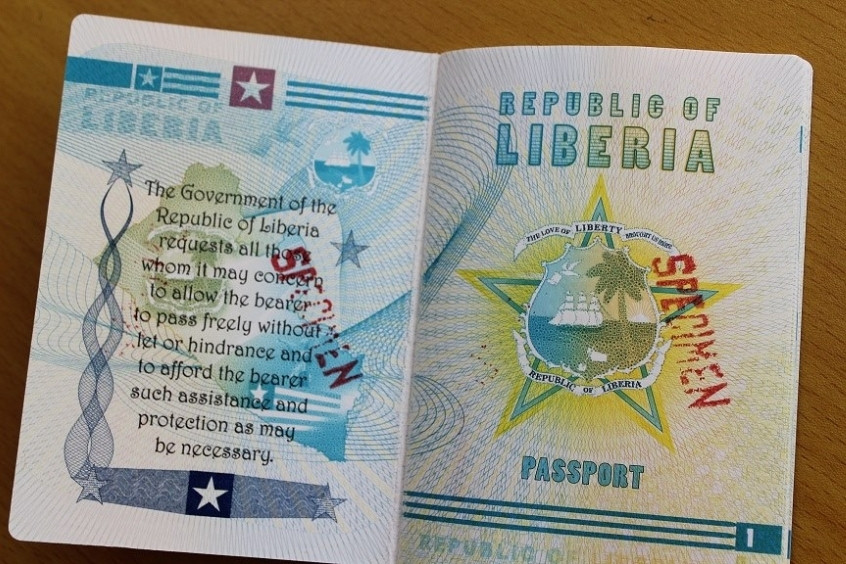 REPUBLIC OF
LIBERIA
The Government of the
Republic of Liberia
requests all those
whom it may concern
to allow the bearer
to pass freely without
let or hindrance and
to afford the bearer
such assistance and
protection as may
be necessary.
SPECIMEN
REPUBLIC OF
LIBERIA
THE LOVE OF LIBERTY BROUGHT US HERE
REPUBLIC OF LIBERIA
SPECIMEN
PASSPORT
1
REPUBLIC OF